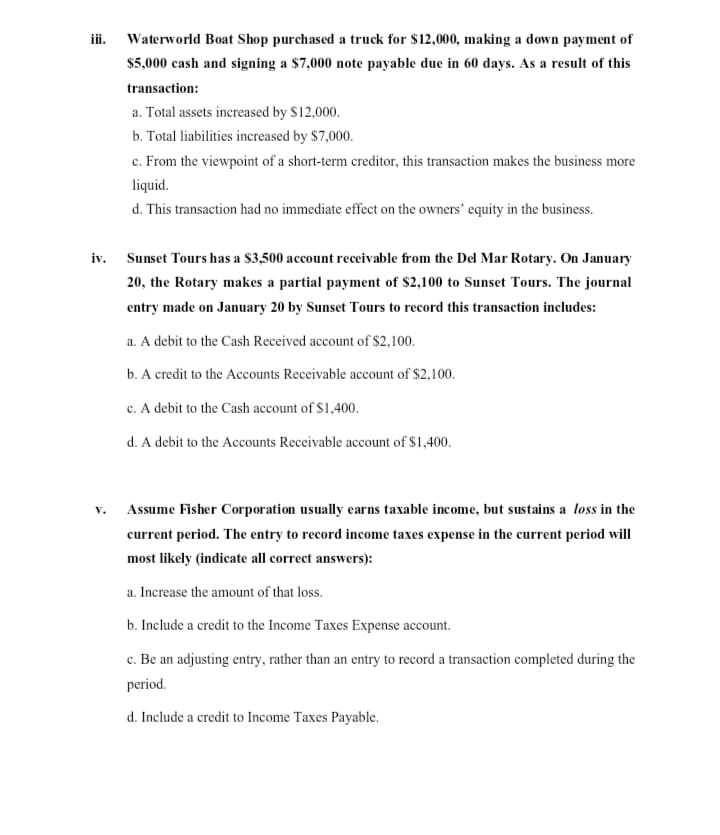 iii. Waterworld Boat Shop purchased a truck for $12,000, making a down payment of
$5,000 cash and signing a $7,000 note payable due in 60 days. As a result of this
transaction:
a. Total assets increased by $12,000.
b. Total liabilities increased by $7,000.
c. From the viewpoint of a short-term creditor, this transaction makes the business more
liquid.
d. This transaction had no immediate effect on the owners’ equity in the business.
iv. Sunset Tours has a $3,500 account receivable from the Del Mar Rotary. On January
20, the Rotary makes a partial payment of $2,100 to Sunset Tours. The journal
entry made on January 20 by Sunset Tours to record this transaction includes:
a. A debit to the Cash Received account of $2,100.
b. A credit to the Accounts Receivable account of $2,100.
c. A debit to the Cash account of $1,400.
d. A debit to the Accounts Receivable account of $1,400.
v. Assume Fisher Corporation usually earns taxable income, but sustains a loss in the
current period. The entry to record income taxes expense in the current period will
most likely (indicate all correct answers):
a. Increase the amount of that loss.
b. Include a credit to the Income Taxes Expense account.
c. Be an adjusting entry, rather than an entry to record a transaction completed during the
period.
d. Include a credit to Income Taxes Payable.